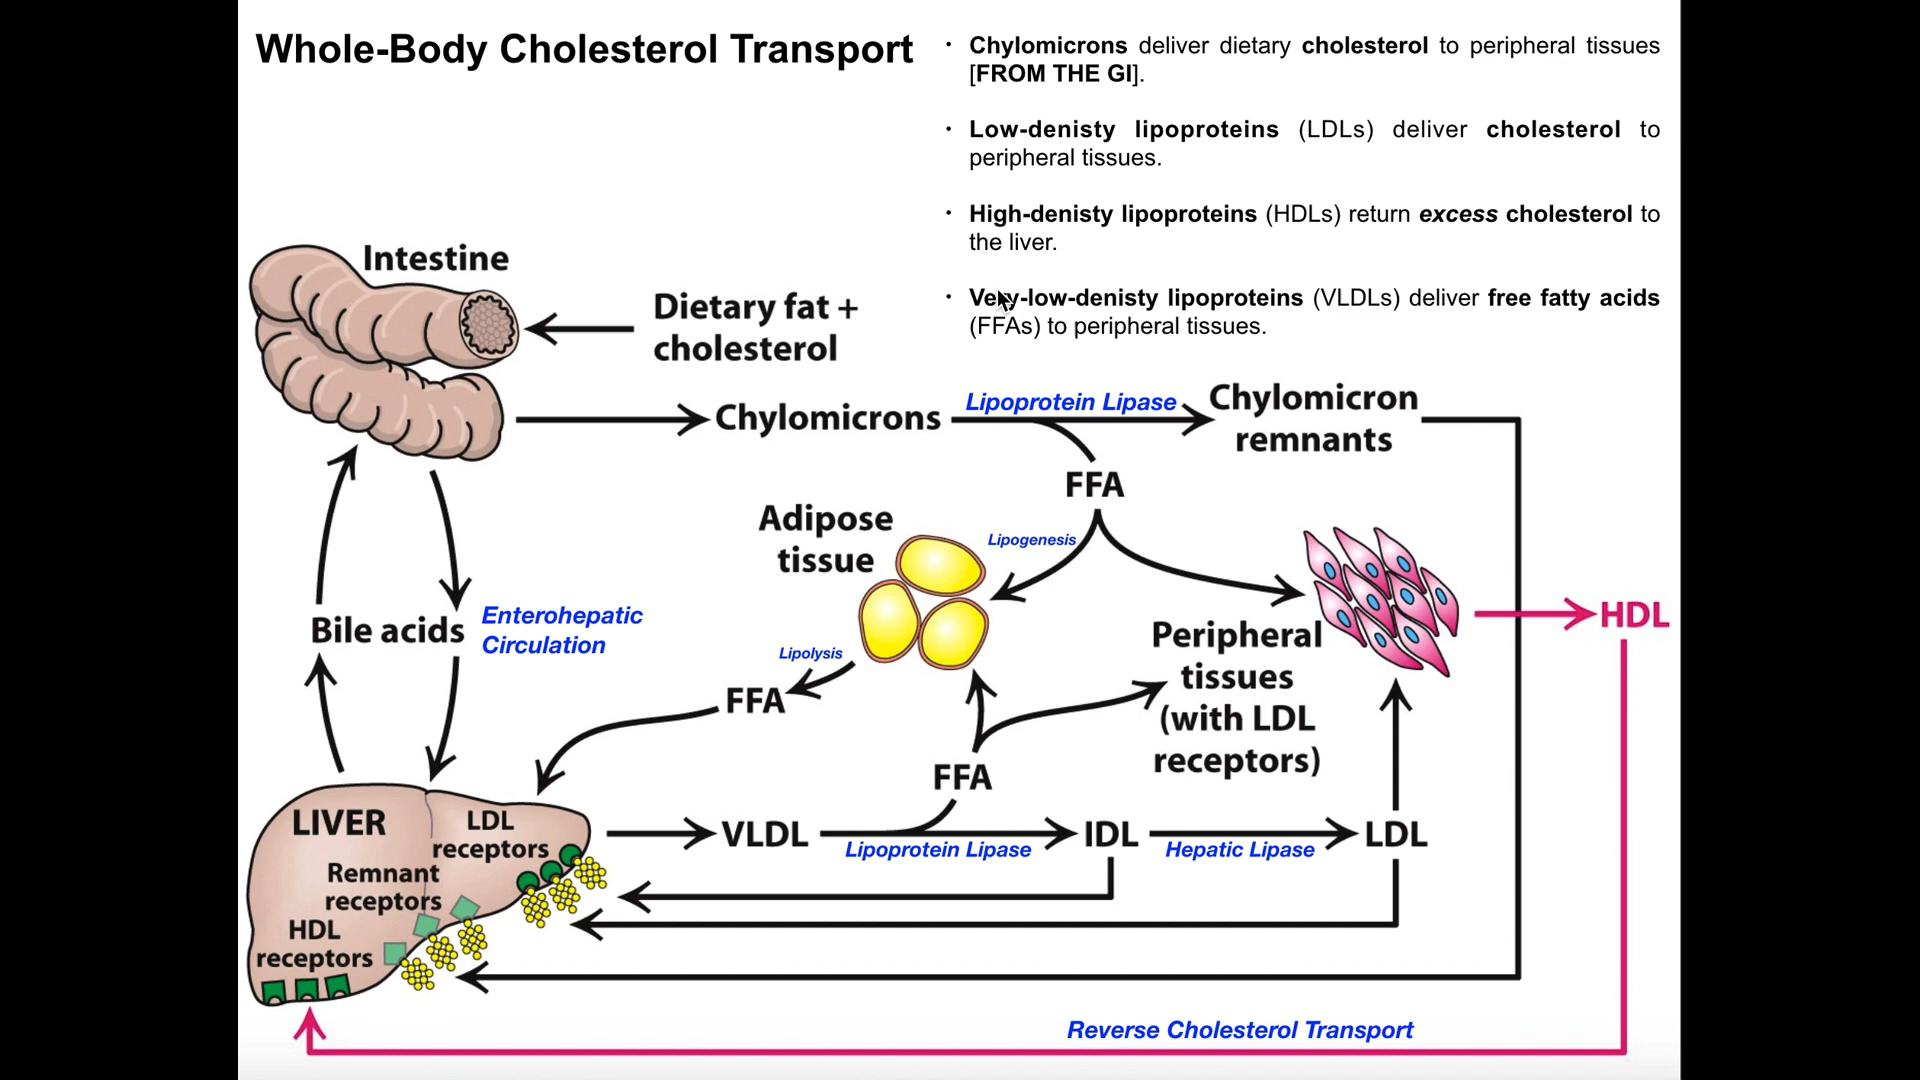 Whole-Body Cholesterol Transport
• Chylomicrons deliver dietary cholesterol to peripheral tissues
[FROM THE GI].
• Low-denisty lipoproteins (LDLs) deliver cholesterol to
peripheral tissues.
• High-denisty lipoproteins (HDLs) return excess cholesterol to
the liver.
• Very-low-denisty lipoproteins (VLDLs) deliver free fatty acids
(FFAs) to peripheral tissues.
Intestine
Dietary fat +
cholesterol
Chylomicrons
Lipoprotein Lipase
Chylomicron
remnants
FFA
Adipose
tissue
Lipogenesis
Bile acids
Enterohepatic
Circulation
Lipolysis
FFA
Peripheral
tissues
(with LDL
receptors)
HDL
FFA
LIVER
LDL
receptors
Remnant
receptors
HDL
receptors
VLDL
Lipoprotein Lipase
IDL
Hepatic Lipase
LDL
Reverse Cholesterol Transport